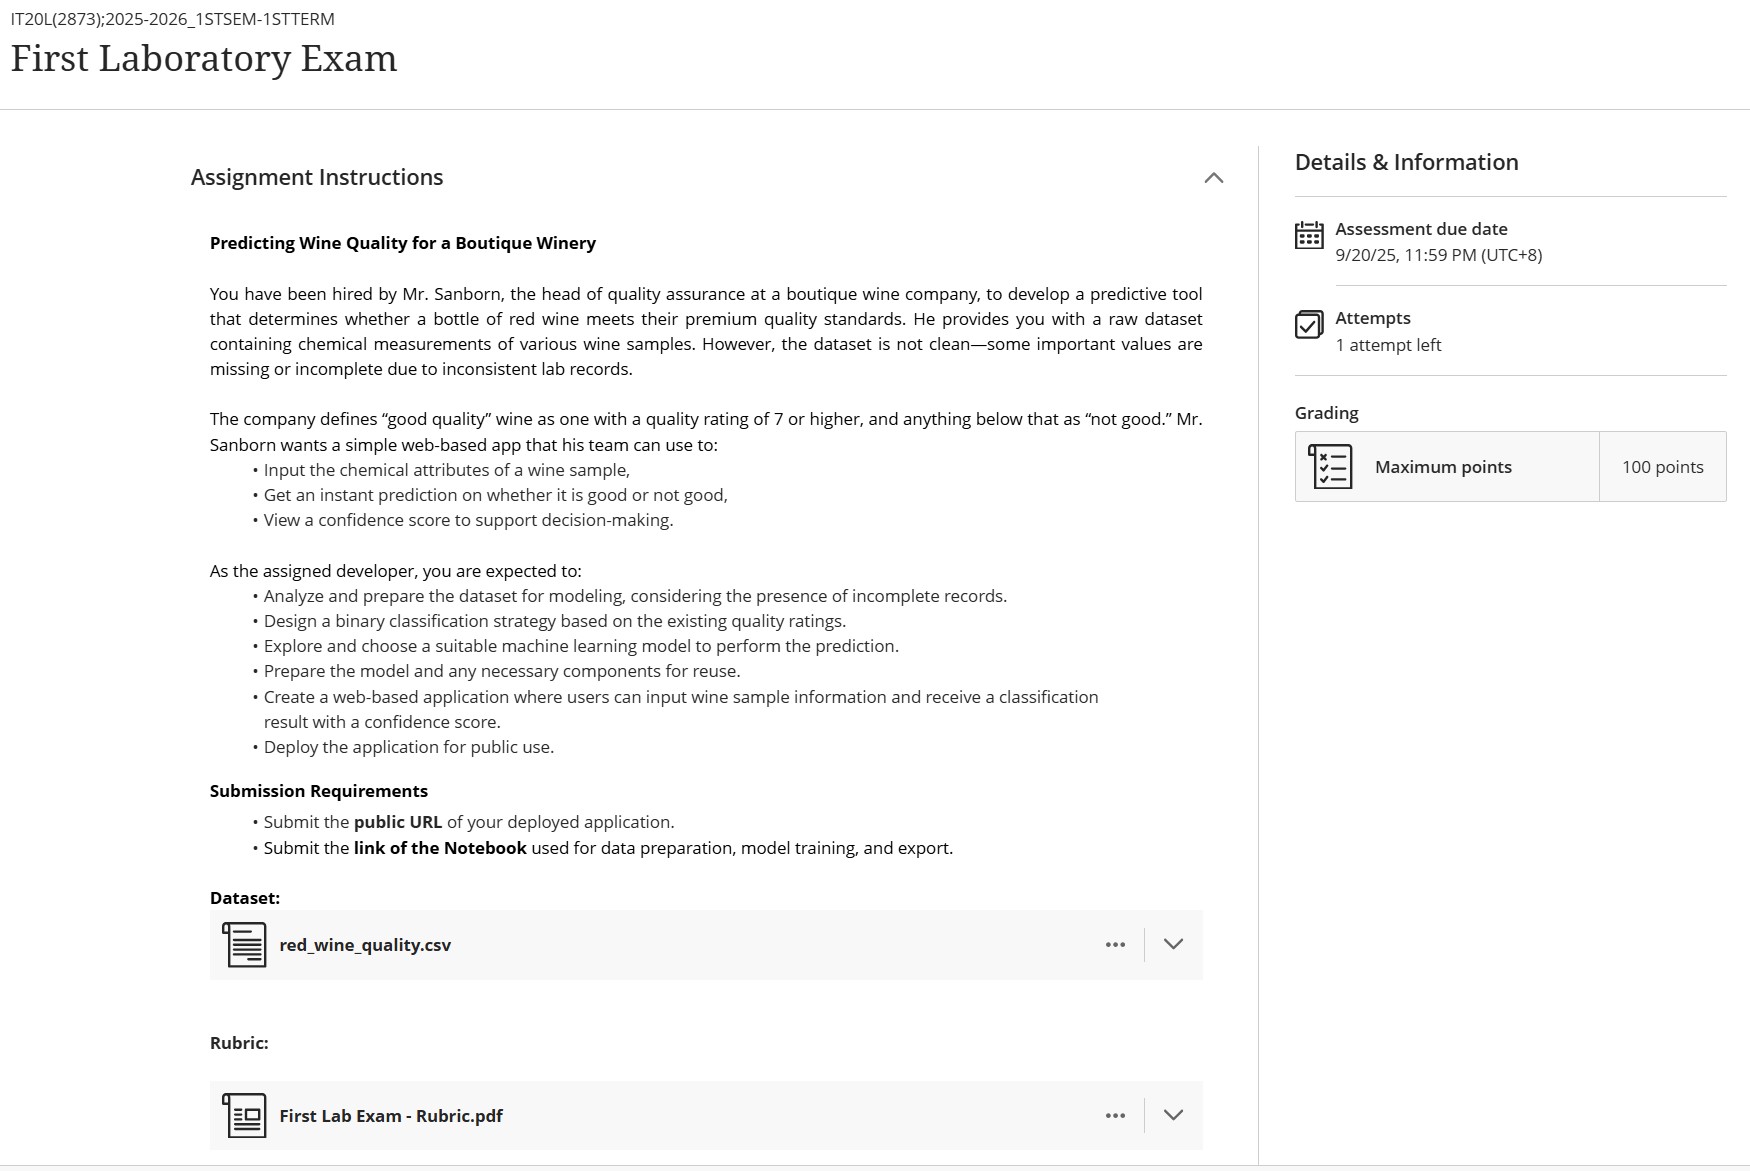 IT20L(2873);2025-2026_1STSEM-1STTERM
First Laboratory Exam
Assignment Instructions
Predicting Wine Quality for a Boutique Winery
You have been hired by Mr. Sanborn, the head of quality assurance at a boutique wine company, to develop a predictive tool
that determines whether a bottle of red wine meets their premium quality standards. He provides you with a raw dataset
containing chemical measurements of various wine samples. However, the dataset is not clean—some important values are
missing or incomplete due to inconsistent lab records.
The company defines “good quality” wine as one with a quality rating of 7 or higher, and anything below that as “not good.” Mr.
Sanborn wants a simple web-based app that his team can use to:
• Input the chemical attributes of a wine sample,
• Get an instant prediction on whether it is good or not good,
• View a confidence score to support decision-making.
As the assigned developer, you are expected to:
• Analyze and prepare the dataset for modeling, considering the presence of incomplete records.
• Design a binary classification strategy based on the existing quality ratings.
• Explore and choose a suitable machine learning model to perform the prediction.
• Prepare the model and any necessary components for reuse.
• Create a web-based application where users can input wine sample information and receive a classification
result with a confidence score.
• Deploy the application for public use.
Submission Requirements
• Submit the public URL of your deployed application.
• Submit the link of the Notebook used for data preparation, model training, and export.
Dataset:
red_wine_quality.csv
Rubric:
First Lab Exam - Rubric.pdf
Details & Information
Assessment due date
9/20/25, 11:59 PM (UTC+8)
Attempts
1 attempt left
Grading
Maximum points
100 points